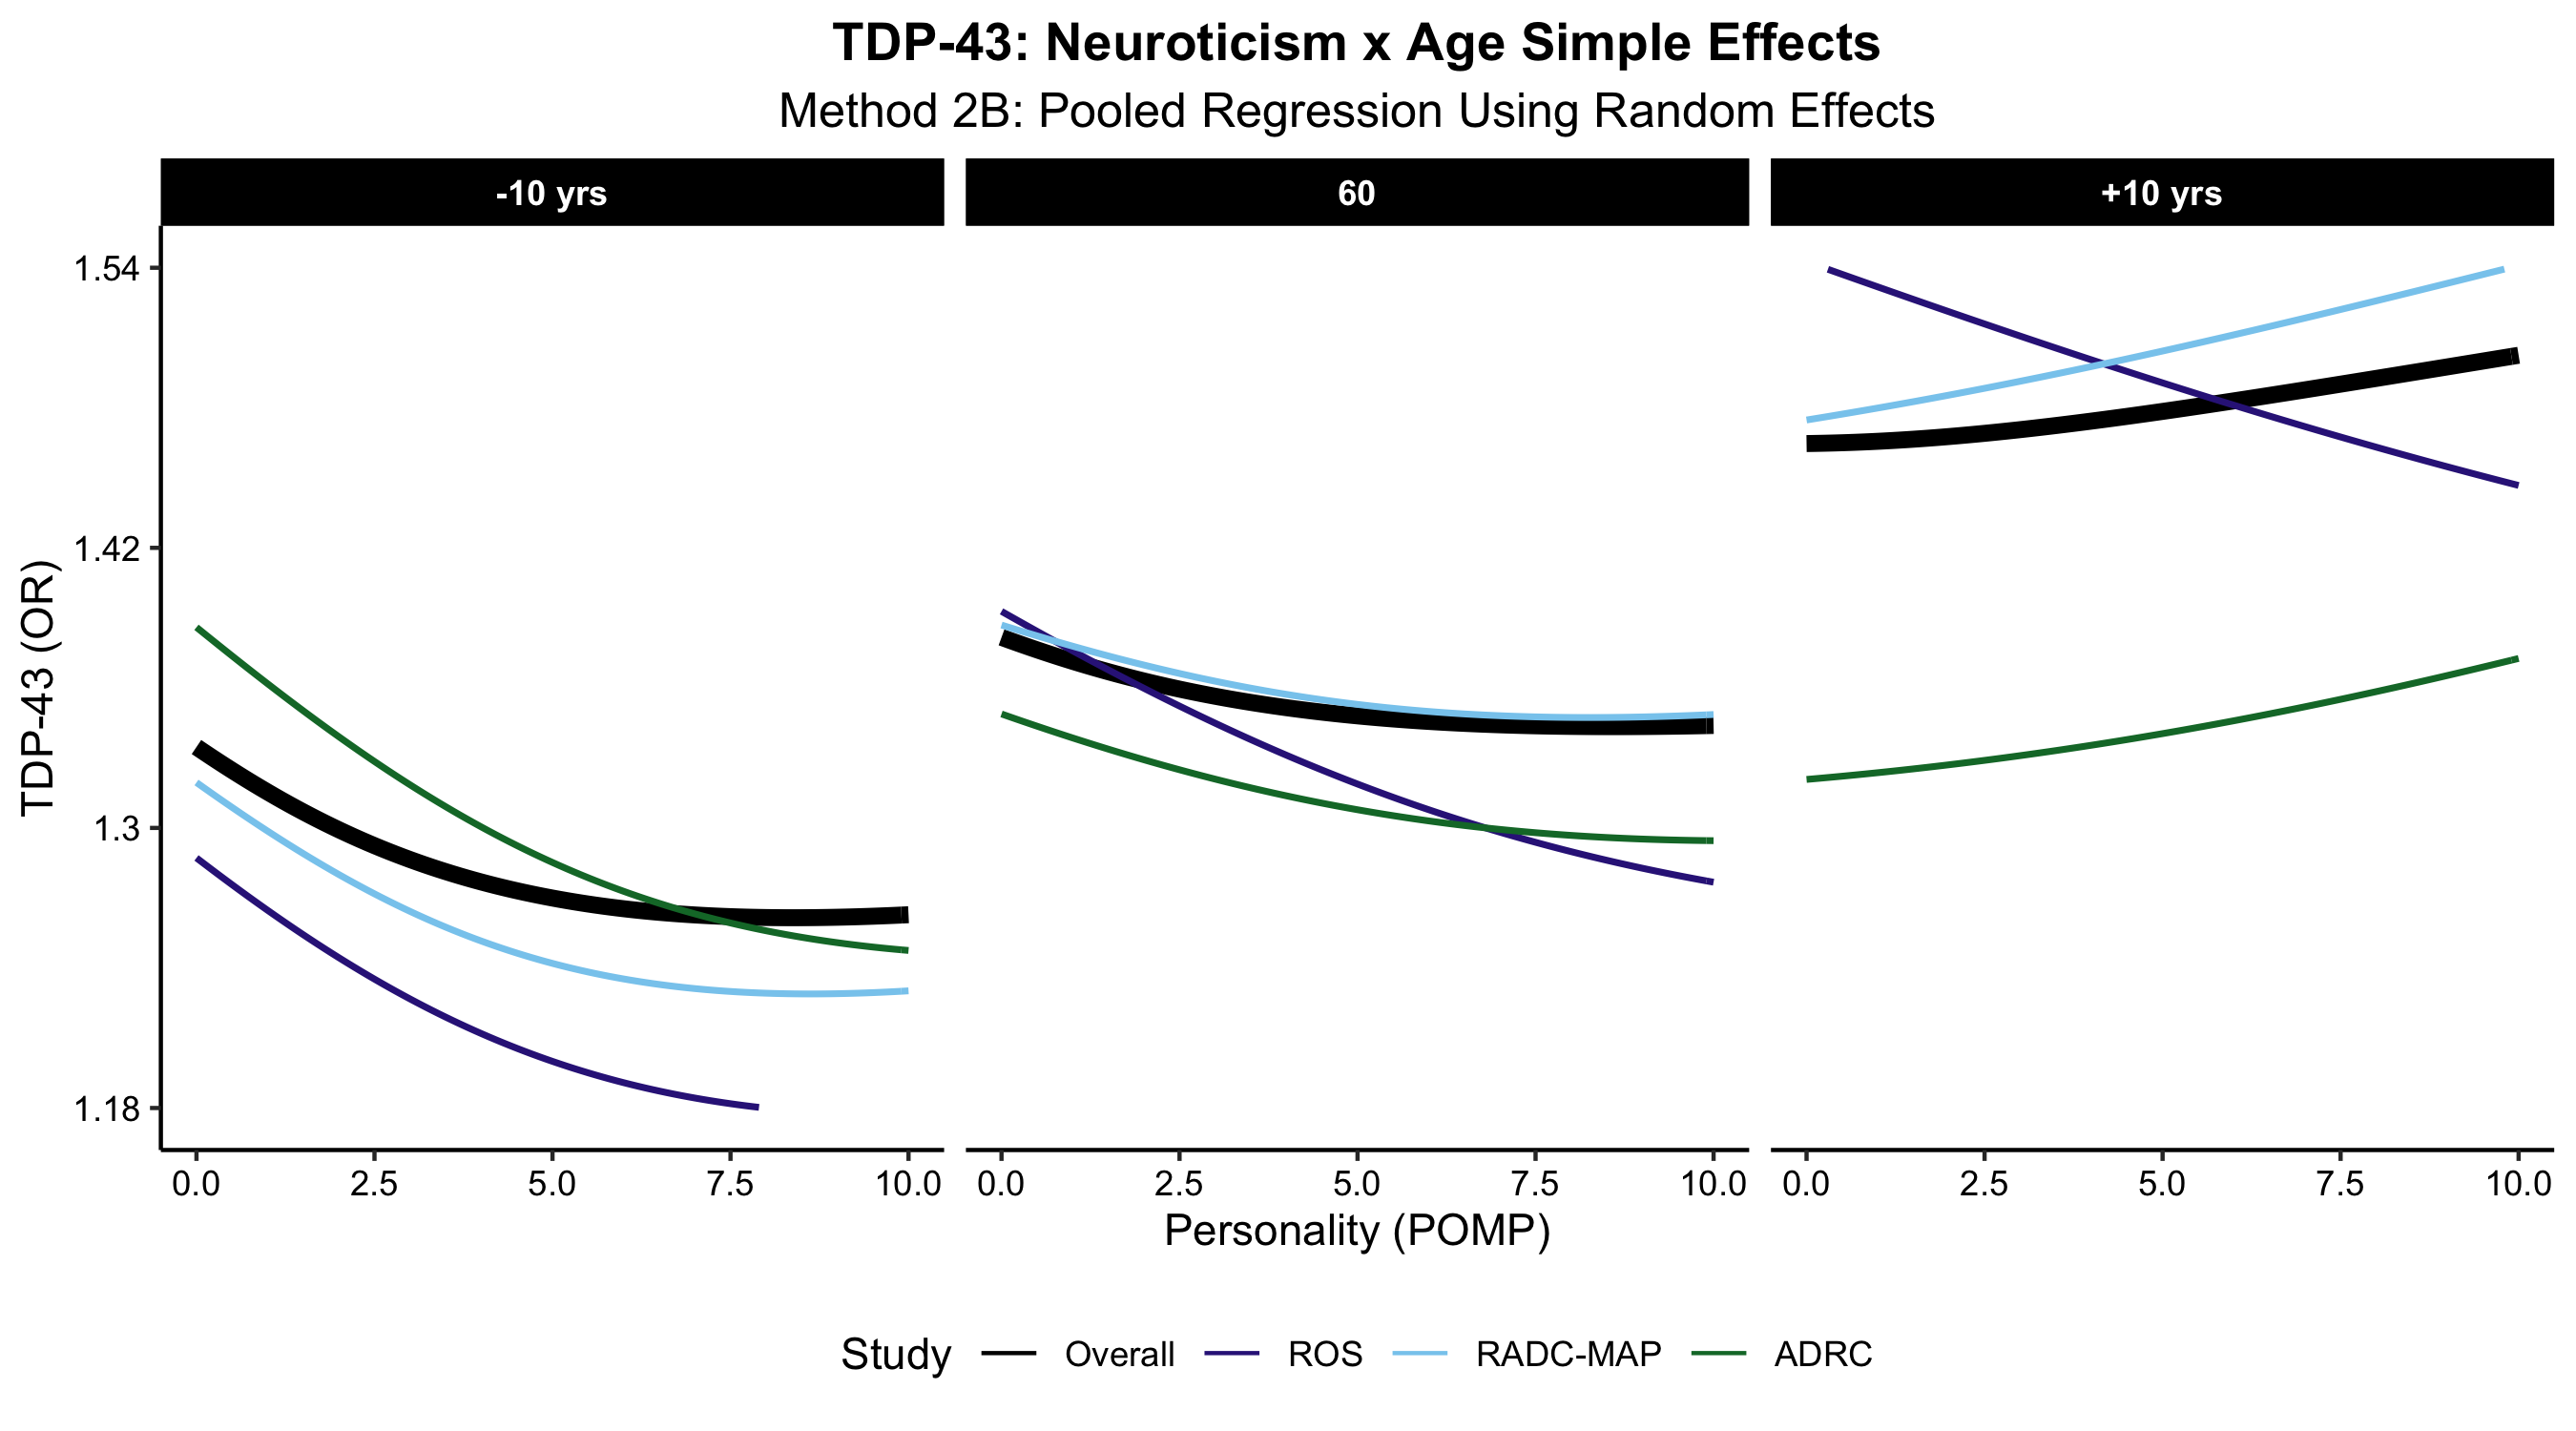 TDP-43: Neuroticism x Age Simple Effects
Method 2B: Pooled Regression Using Random Effects
-10 yrs 60 +10 yrs
TDP-43 (OR)
1.54
1.42
1.3
1.18
0.0 2.5 5.0 7.5 10.0 0.0 2.5 5.0 7.5 10.0 0.0 2.5 5.0 7.5 10.0
Personality (POMP)
Study Overall ROS RADC-MAP ADRC